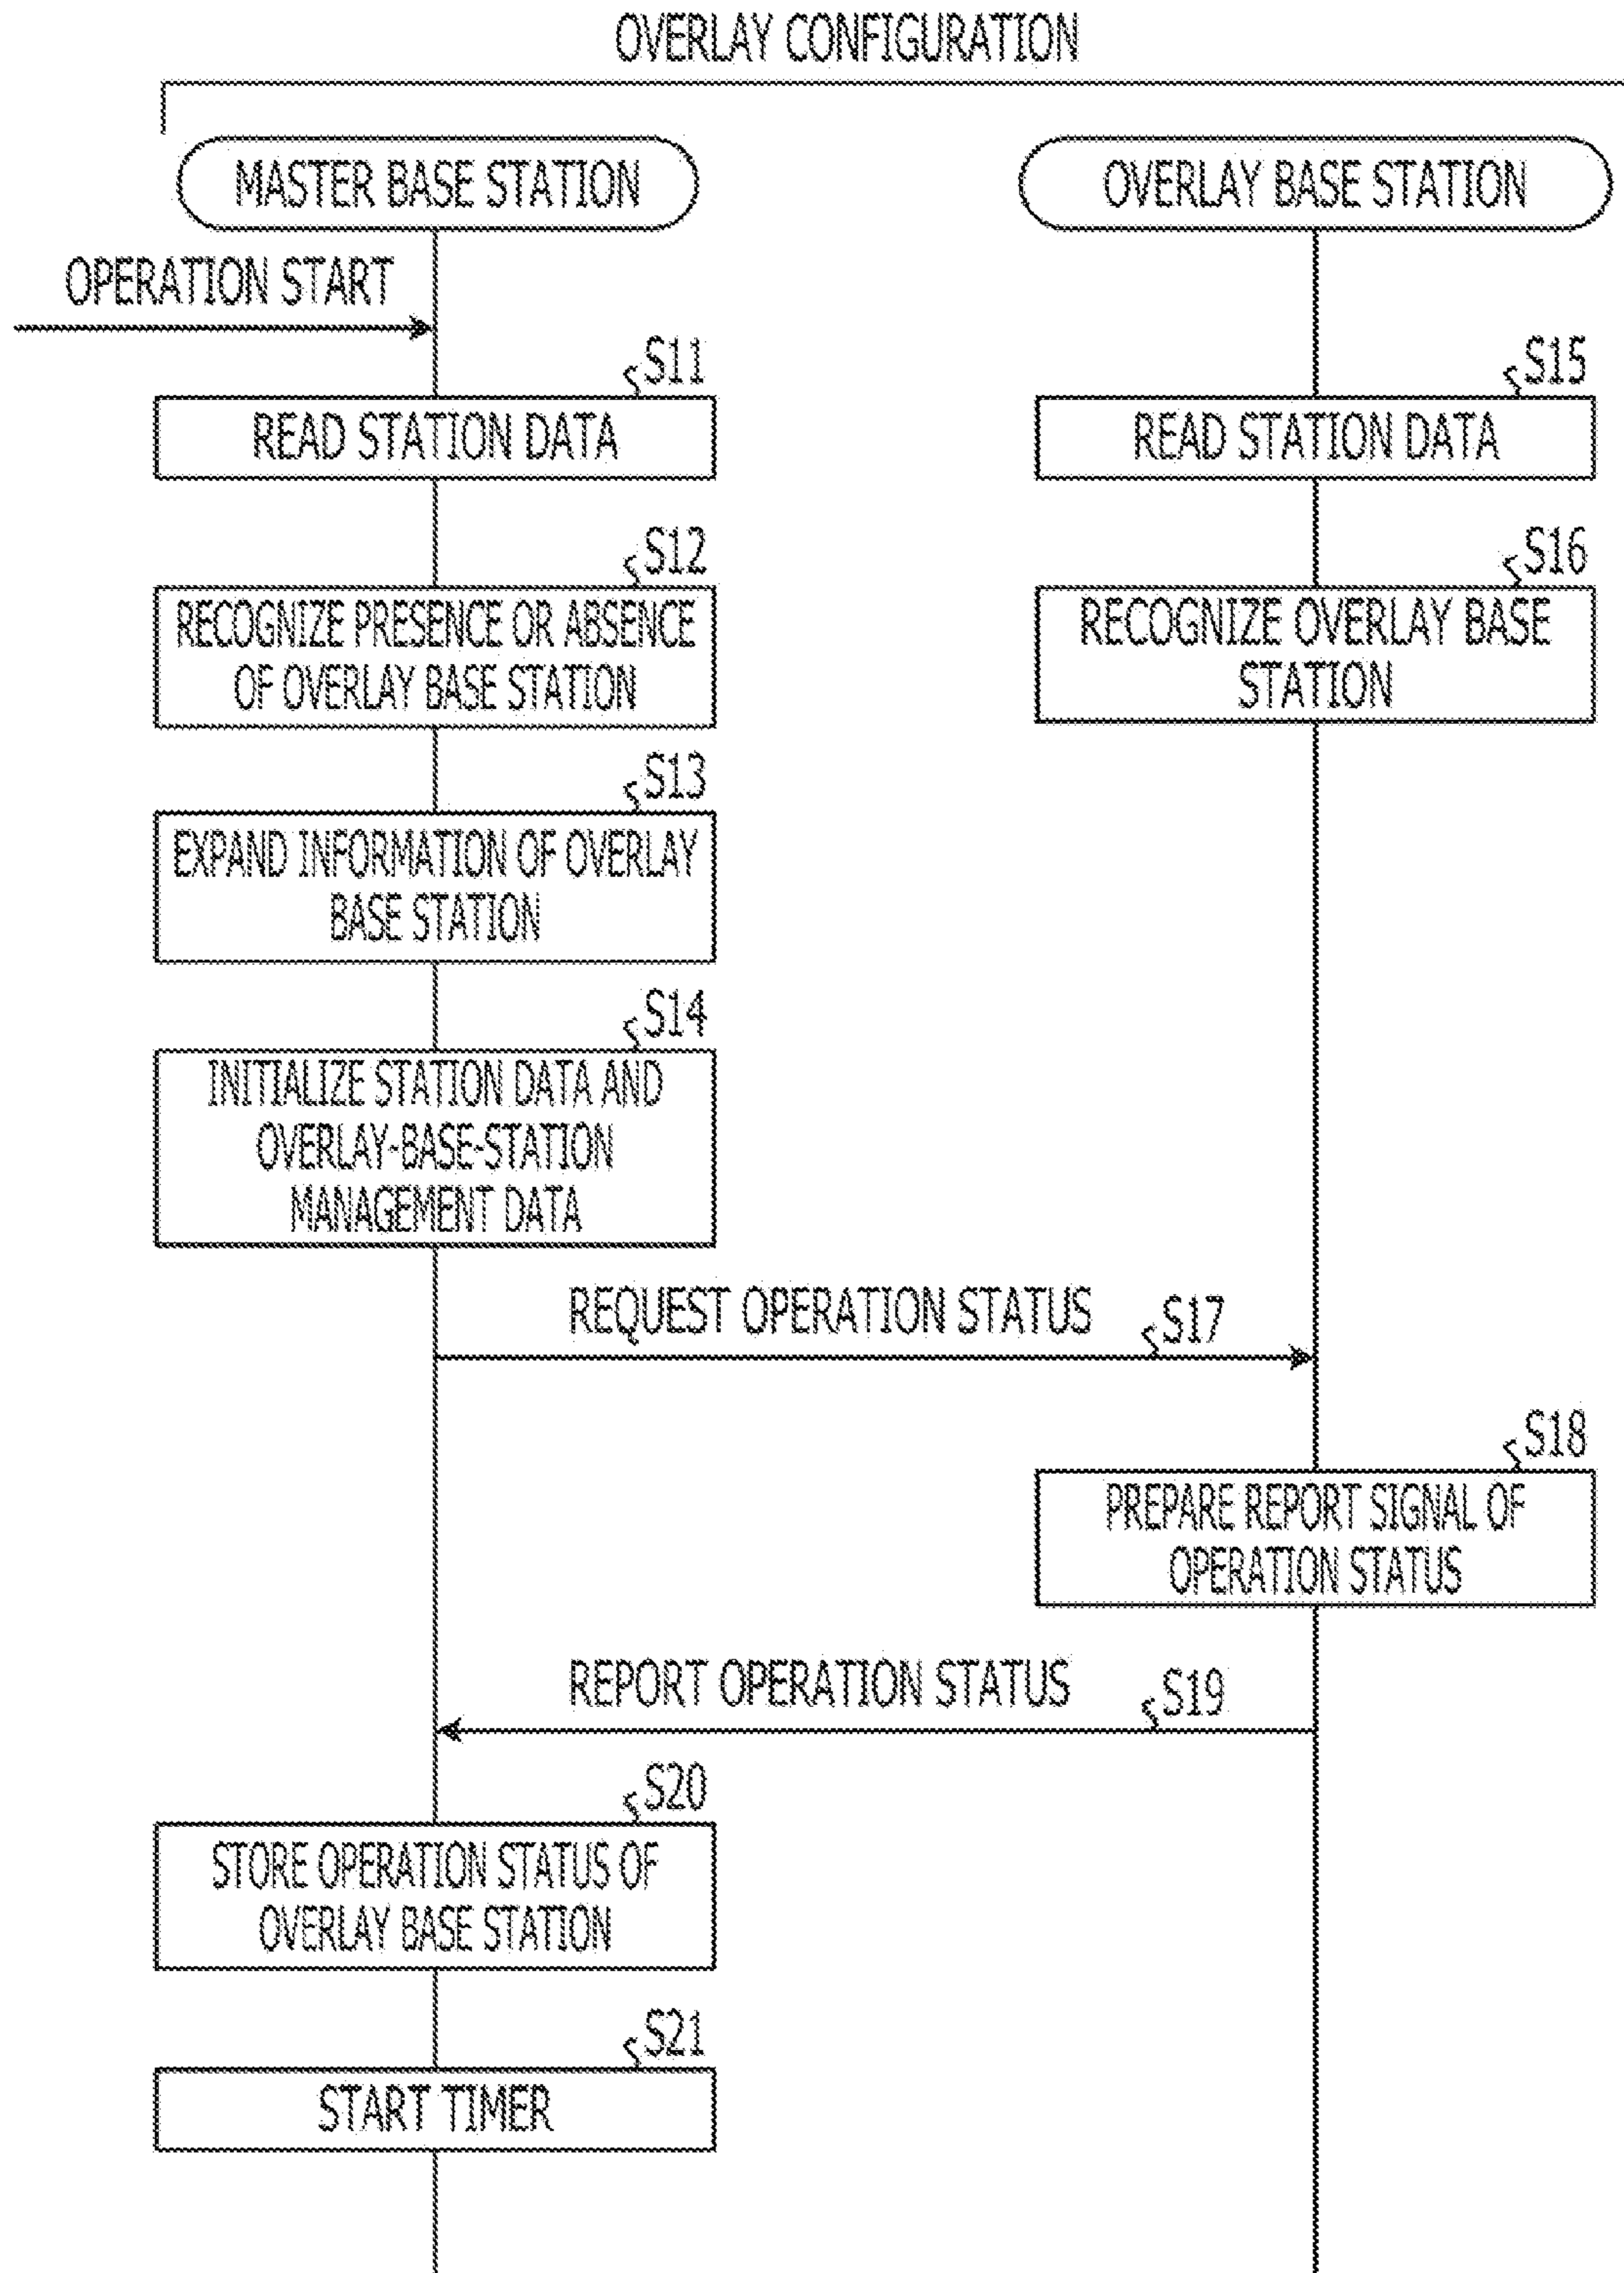 OVERLAY CONFIGURATION
MASTER BASE STATION
OVERLAY BASE STATION
OPERATION START
S11
READ STATION DATA
S15
READ STATION DATA
S12
RECOGNIZE PRESENCE OR ABSENCE
OF OVERLAY BASE STATION
S16
RECOGNIZE OVERLAY BASE
STATION
S13
EXPAND INFORMATION OF OVERLAY
BASE STATION
S14
INITIALIZE STATION DATA AND
OVERLAY-BASE-STATION
MANAGEMENT DATA
REQUEST OPERATION STATUS
S17
S18
PREPARE REPORT SIGNAL OF
OPERATION STATUS
REPORT OPERATION STATUS
S19
S20
STORE OPERATION STATUS OF
OVERLAY BASE STATION
S21
START TIMER